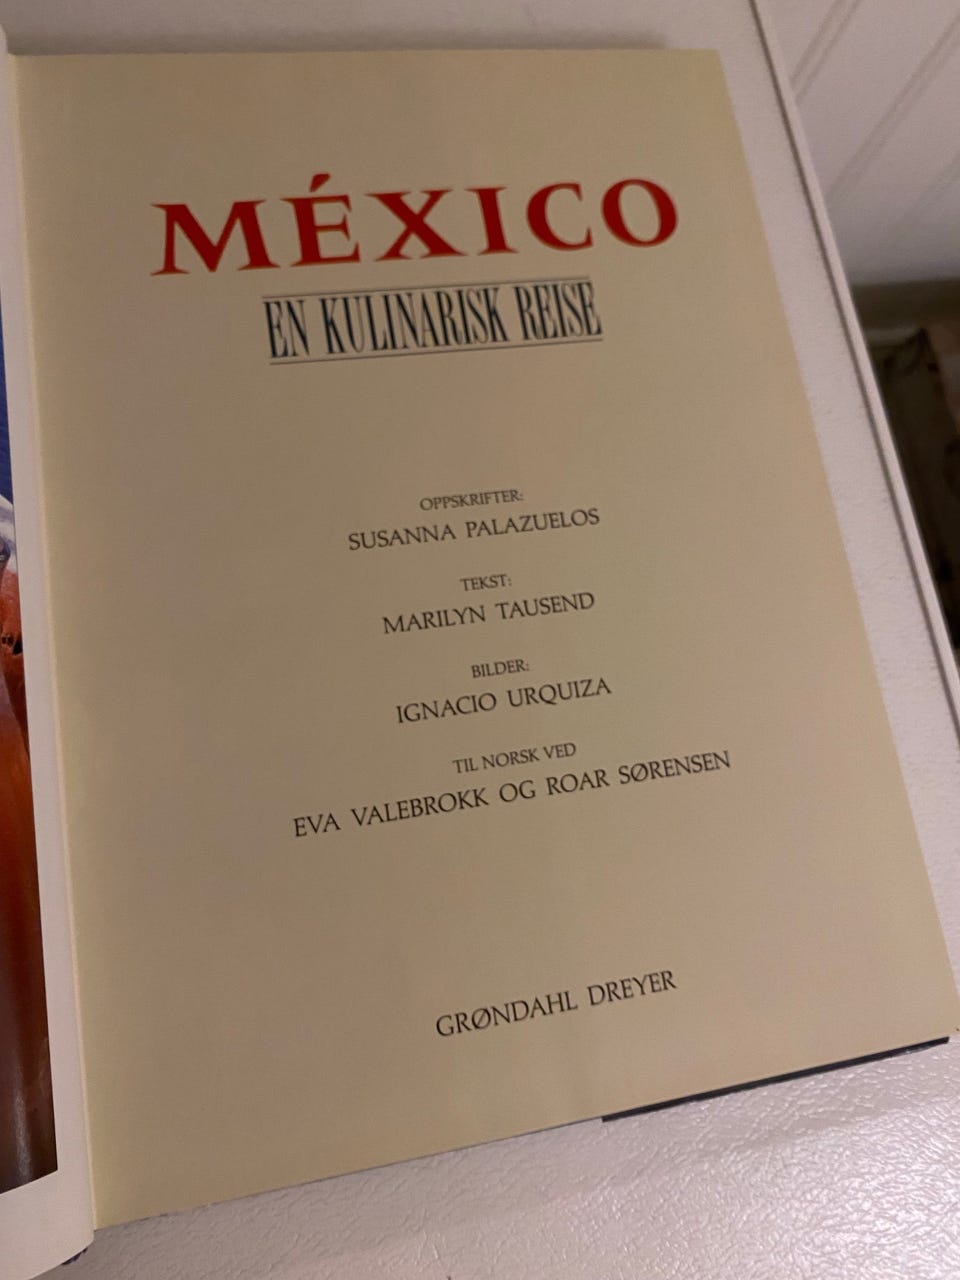 MÉXICO
EN KULINARISK REISE
OPPSKRIFTER:
SUSANNA PALAZUELOS
TEKST:
MARILYN TAUSEND
BILDER:
IGNACIO URQUIZA
TIL NORSK VED
EVA VALEBROKK OG ROAR SØRENSEN
GRØNDAHL DREYER